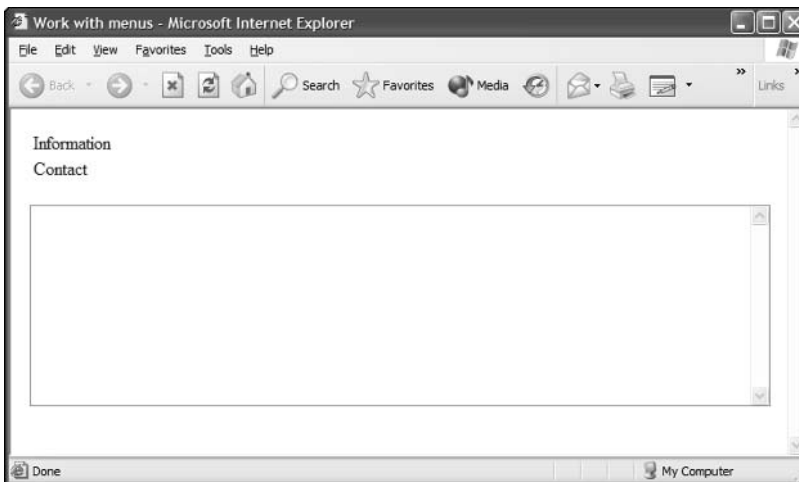 Work with menus - Microsoft Internet Explorer
File Edit View Favorites Tools Help
Back Search Favorites Media Links
Information
Contact
Done My Computer